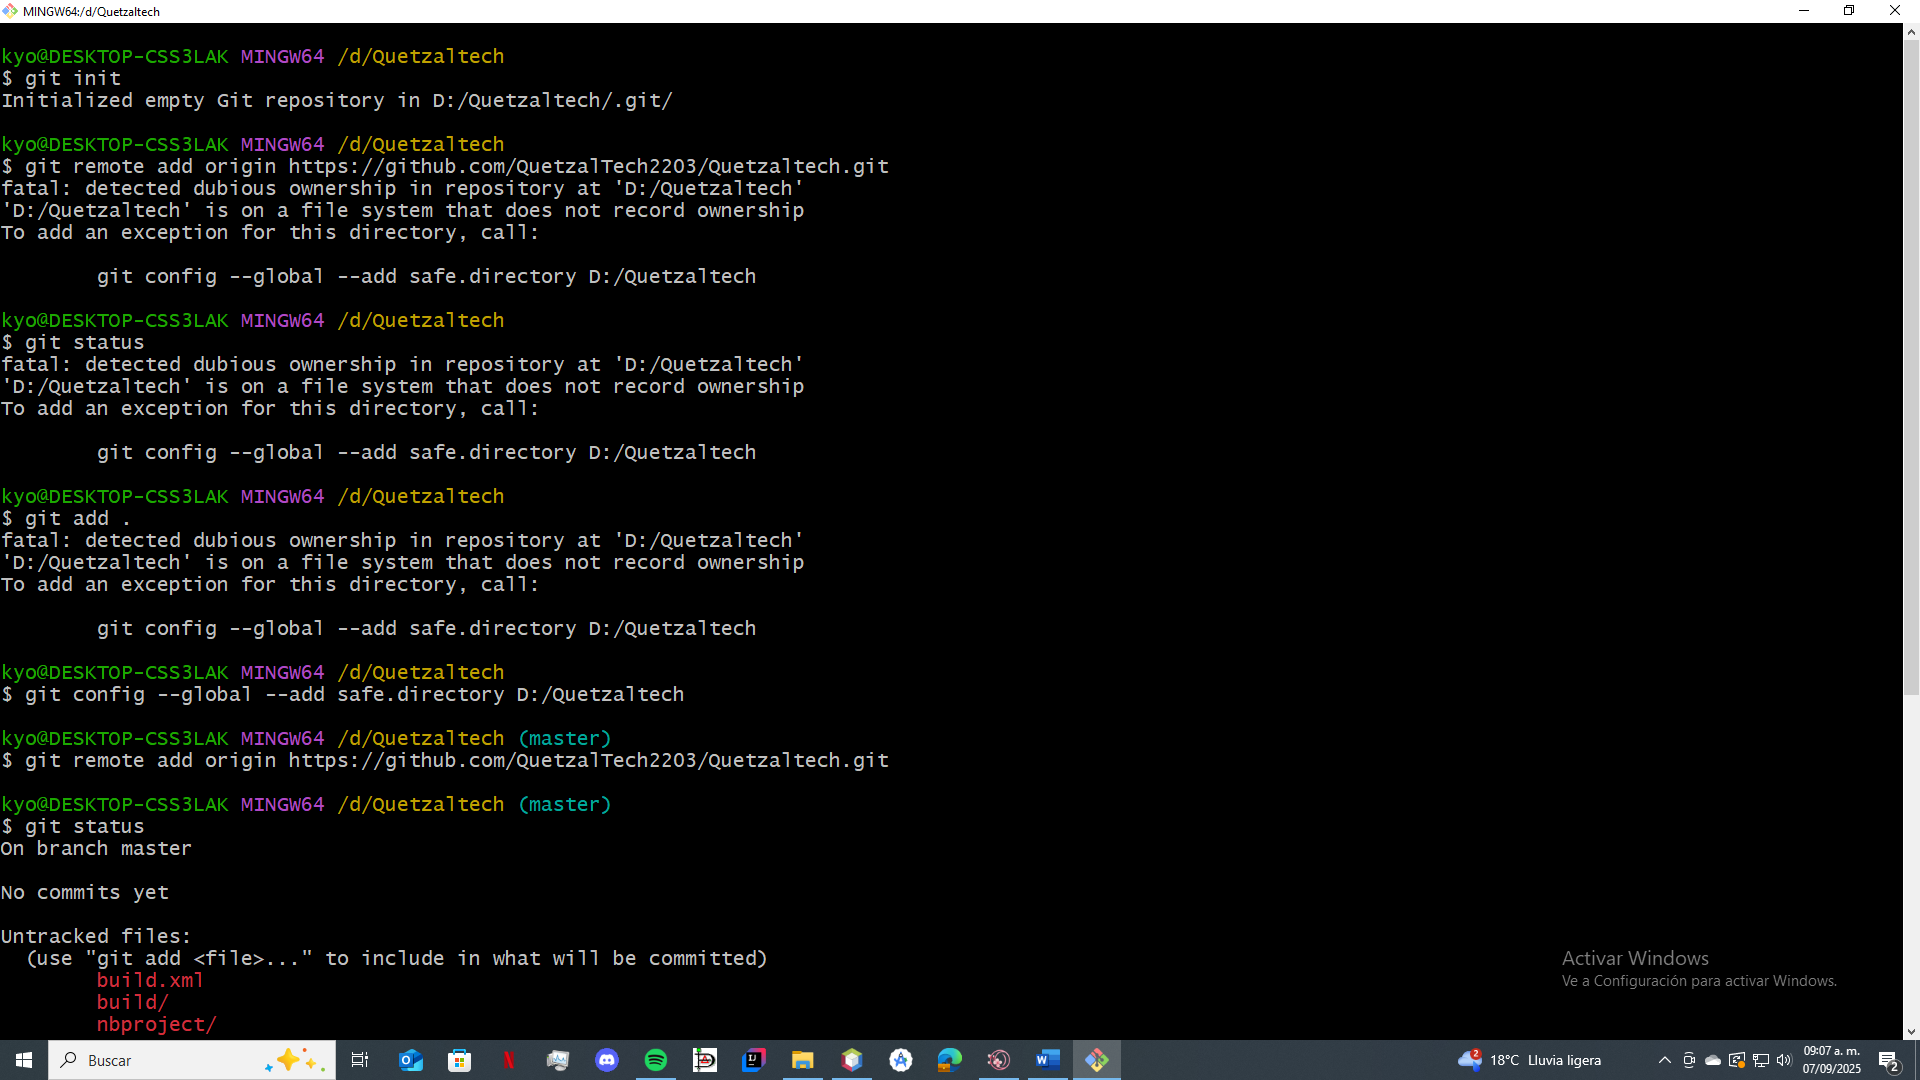 MINGW64:/d/Quetzaltech
kyo@DESKTOP-CSS3LAK MINGW64 /d/Quetzaltech
$ git init
Initialized empty Git repository in D:/Quetzaltech/.git/
kyo@DESKTOP-CSS3LAK MINGW64 /d/Quetzaltech
$ git remote add origin https://github.com/QuetzalTech2203/Quetzaltech.git
fatal: detected dubious ownership in repository at 'D:/Quetzaltech'
'D:/Quetzaltech' is on a file system that does not record ownership
To add an exception for this directory, call:
git config --global --add safe.directory D:/Quetzaltech
kyo@DESKTOP-CSS3LAK MINGW64 /d/Quetzaltech
$ git status
fatal: detected dubious ownership in repository at 'D:/Quetzaltech'
'D:/Quetzaltech' is on a file system that does not record ownership
To add an exception for this directory, call:
git config --global --add safe.directory D:/Quetzaltech
kyo@DESKTOP-CSS3LAK MINGW64 /d/Quetzaltech
$ git add .
fatal: detected dubious ownership in repository at 'D:/Quetzaltech'
'D:/Quetzaltech' is on a file system that does not record ownership
To add an exception for this directory, call:
git config --global --add safe.directory D:/Quetzaltech
kyo@DESKTOP-CSS3LAK MINGW64 /d/Quetzaltech
$ git config --global --add safe.directory D:/Quetzaltech
kyo@DESKTOP-CSS3LAK MINGW64 /d/Quetzaltech (master)
$ git remote add origin https://github.com/QuetzalTech2203/Quetzaltech.git
kyo@DESKTOP-CSS3LAK MINGW64 /d/Quetzaltech (master)
$ git status
On branch master
No commits yet
Untracked files:
(use "git add <file>..." to include in what will be committed)
build.xml
build/
nbproject/
Activar Windows
Ve a Configuración para activar Windows.
Buscar
2
18°C Lluvia ligera
09:07 a. m.
07/09/2025
2